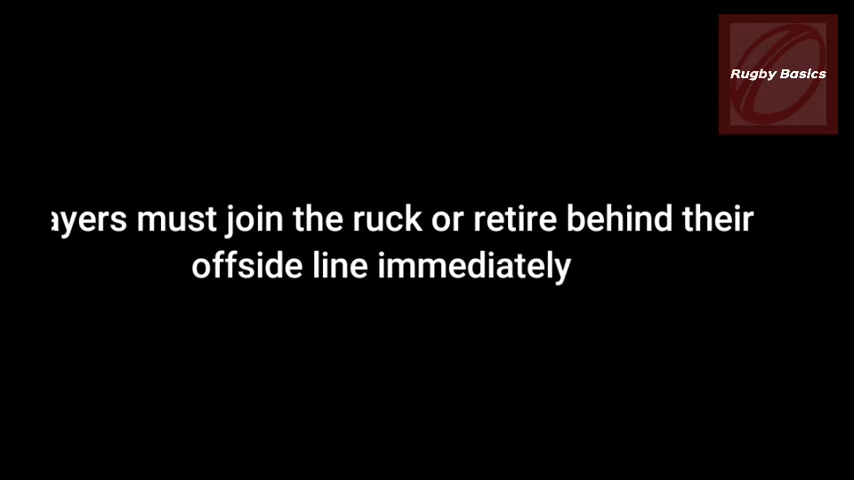 Rugby Basics
ayers must join the ruck or retire behind their
offside line immediately